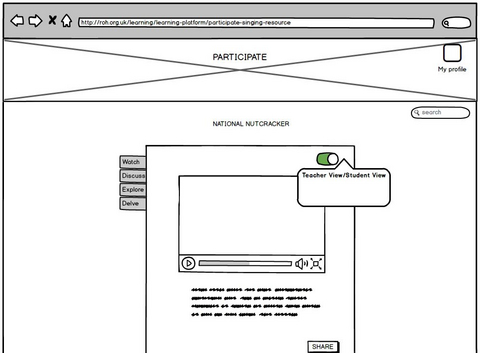 http://roh.org.uk/learning/learning-platform/participate-singing-resource
PARTICIPATE
My profile
search
NATIONAL NUTCRACKER
Watch
Discuss
Explore
Delve
Teacher View/Student View
SHARE